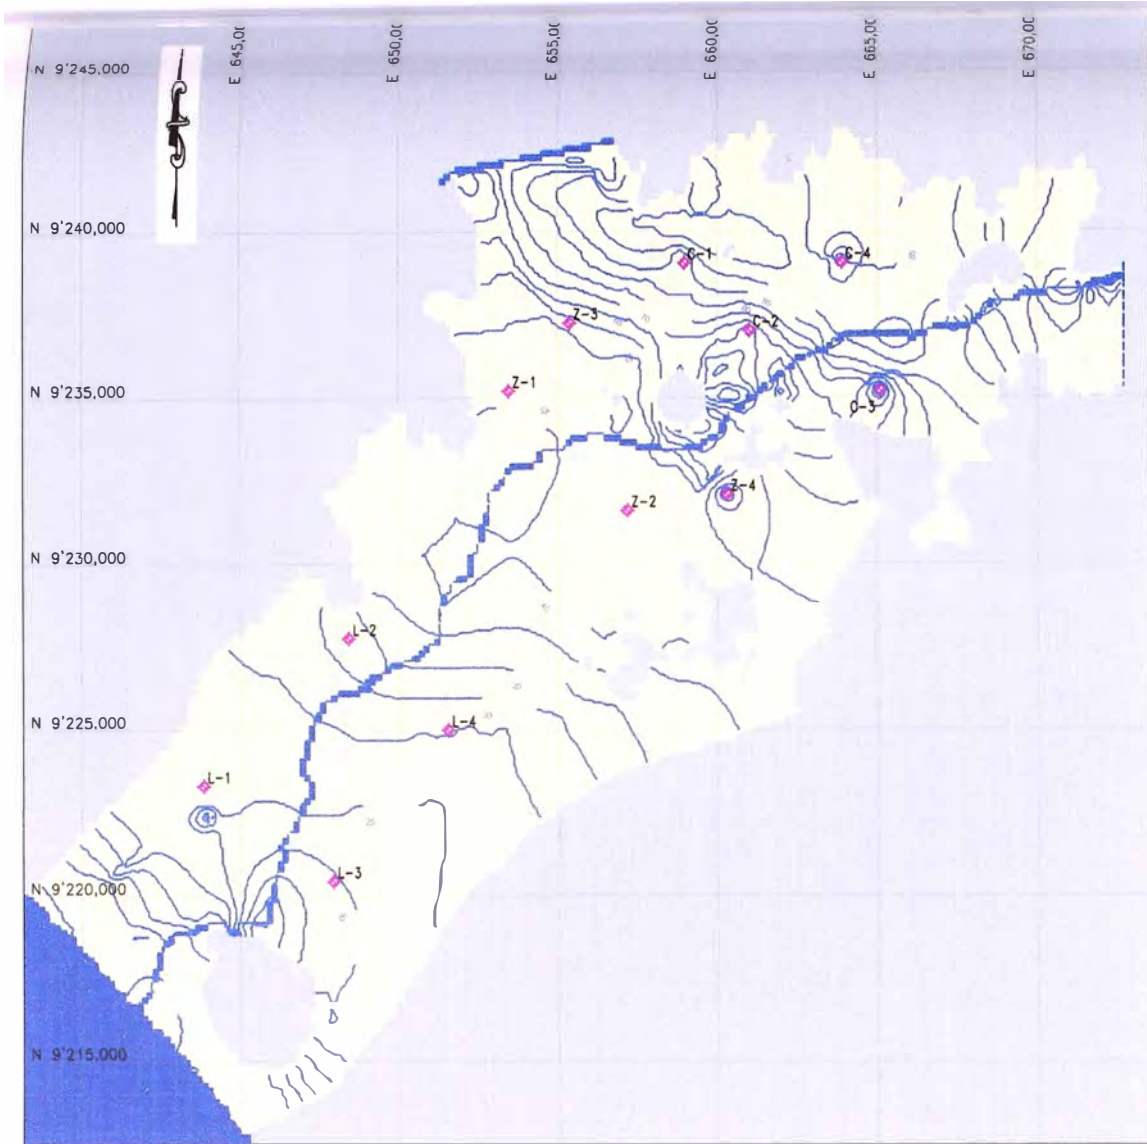 E 645,00
E 650,00
E 655,00
E 660,00
E 665,00
E 670,00
N 9'245,000
N 9'240,000
C-1
C-4
Z-3
C-2
N 9'235,000
Z-1
C-3
Z-4
Z-2
N 9'230,000
L-2
N 9'225,000
L-4
L-1
N 9'220,000
L-3
N 9'215,000